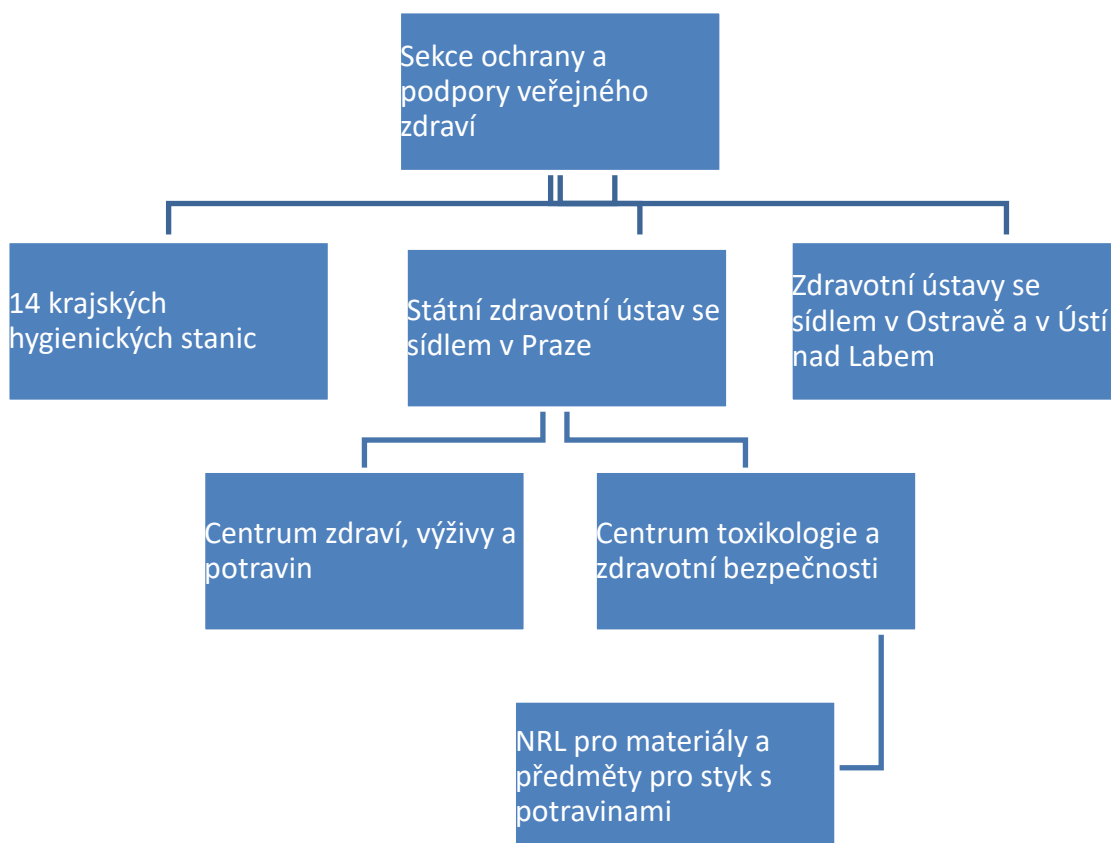 Sekce ochrany a
podpory veřejného
zdraví
14 krajských
hygienických stanic
Státní zdravotní ústav se
sídlem v Praze
Zdravotní ústavy se
sídlem v Ostravě a v Ústí
nad Labem
Centrum zdraví, výživy a
potravin
Centrum toxikologie a
zdravotní bezpečnosti
NRL pro materiály a
předměty pro styk s
potravinami